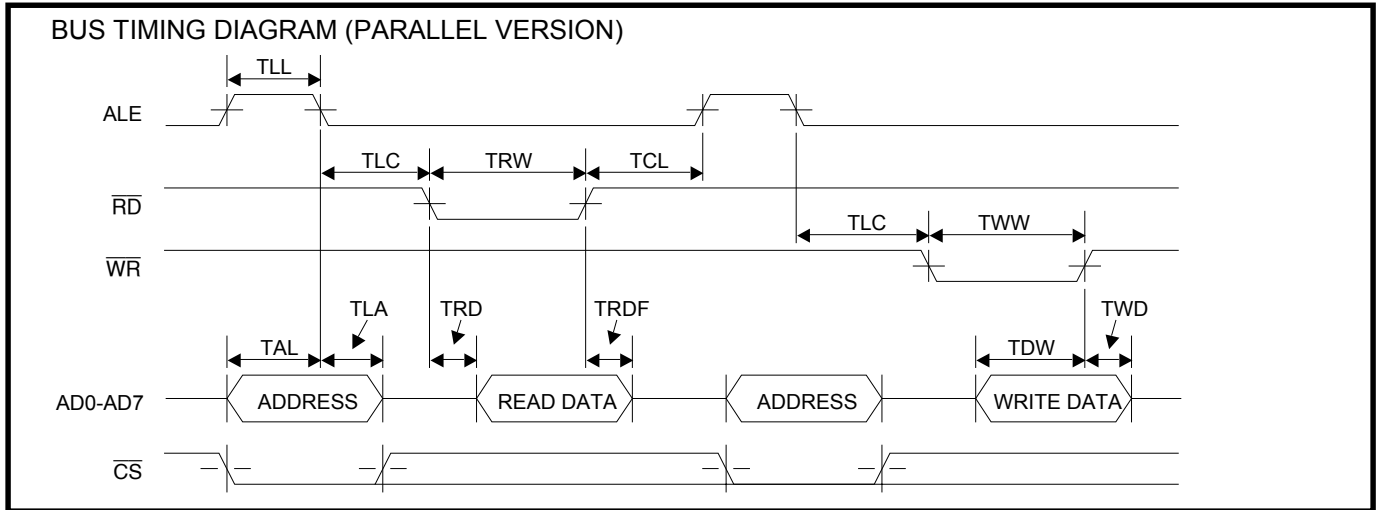 BUS TIMING DIAGRAM (PARALLEL VERSION)
TLL
ALE
TLC TRW TCL
RD
TLC TWW
WR
TLA TRD TRDF TWD
TAL TDW
AD0-AD7 ADDRESS READ DATA ADDRESS WRITE DATA
CS